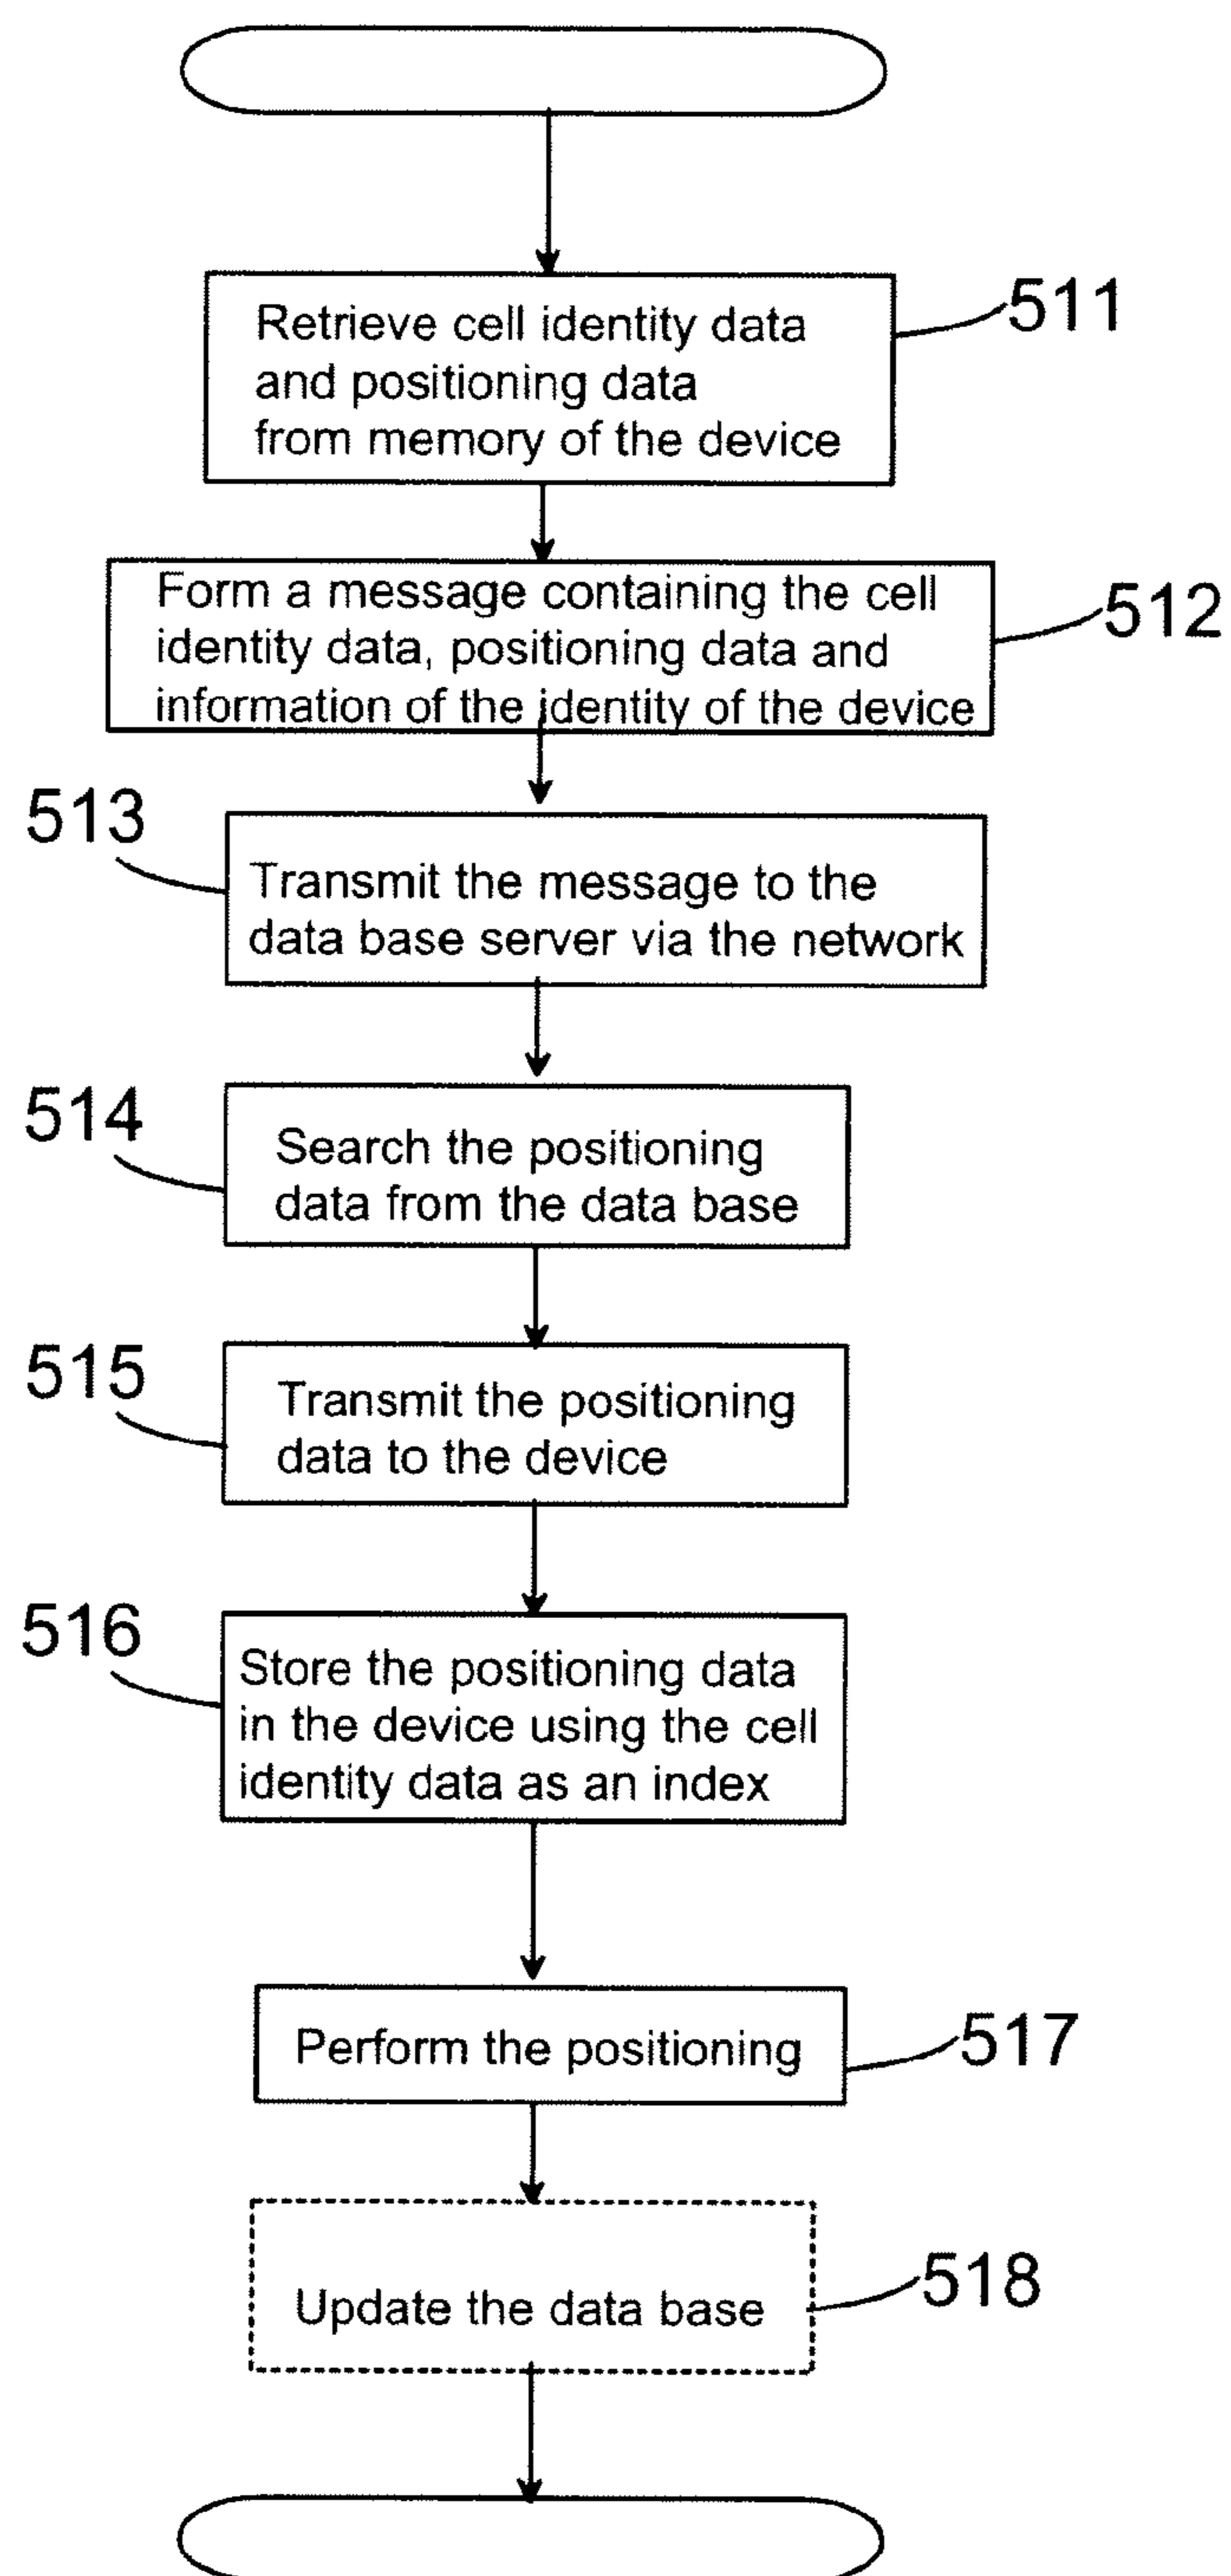 Retrieve cell identity data
and positioning data
from memory of the device
511
Form a message containing the cell
identity data, positioning data and
information of the identity of the device
512
513
Transmit the message to the
data base server via the network
514
Search the positioning
data from the data base
515
Transmit the positioning
data to the device
516
Store the positioning data
in the device using the cell
identity data as an index
Perform the positioning
517
Update the data base
518